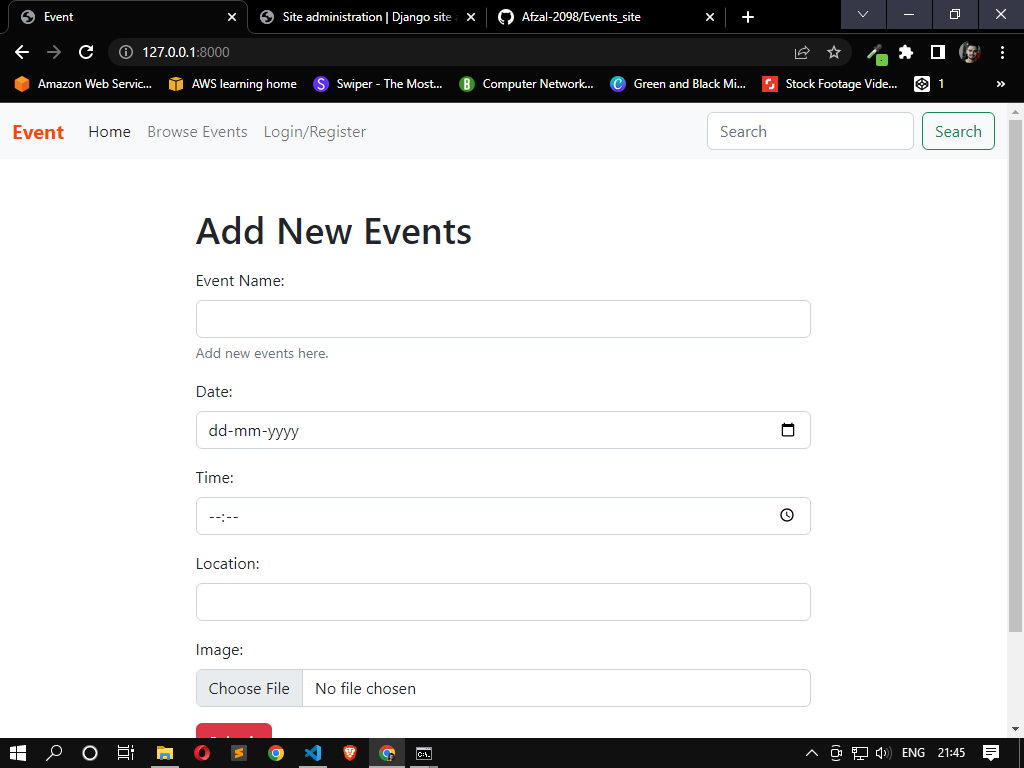 Event
Site administration | Django site
Afzal-2098/Events_site
127.0.0.1:8000
Amazon Web Servic...
AWS learning home
Swiper - The Most...
Computer Network...
Green and Black Mi...
Stock Footage Vide...
1
Event
Home
Browse Events
Login/Register
Search
Search
Add New Events
Event Name:
Add new events here.
Date:
dd-mm-yyyy
Time:
--:--
Location:
Image:
Choose File
No file chosen
ENG
21:45